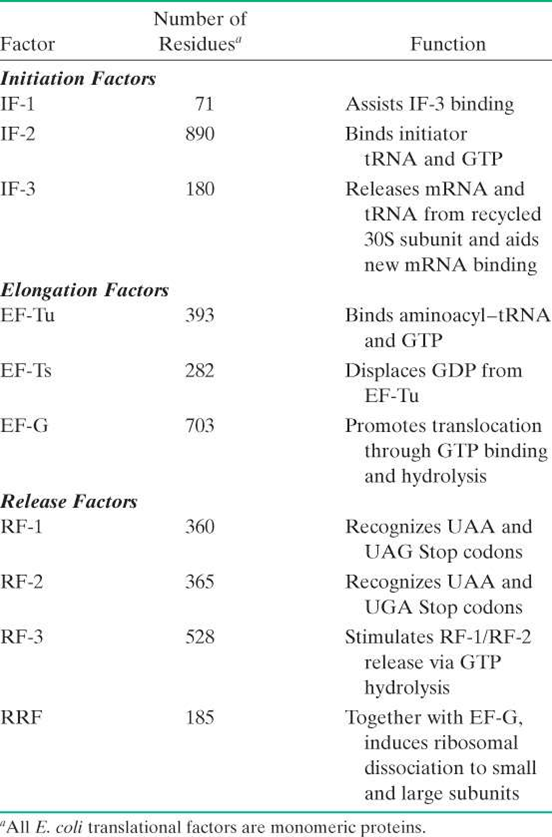 Number of
Factor Residuesᵃ Function
Initiation Factors
IF-1 71 Assists IF-3 binding
IF-2 890 Binds initiator
tRNA and GTP
IF-3 180 Releases mRNA and
tRNA from recycled
30S subunit and aids
new mRNA binding
Elongation Factors
EF-Tu 393 Binds aminoacyl–tRNA
and GTP
EF-Ts 282 Displaces GDP from
EF-Tu
EF-G 703 Promotes translocation
through GTP binding
and hydrolysis
Release Factors
RF-1 360 Recognizes UAA and
UAG Stop codons
RF-2 365 Recognizes UAA and
UGA Stop codons
RF-3 528 Stimulates RF-1/RF-2
release via GTP
hydrolysis
RRF 185 Together with EF-G,
induces ribosomal
dissociation to small
and large subunits
ᵃAll E. coli translational factors are monomeric proteins.